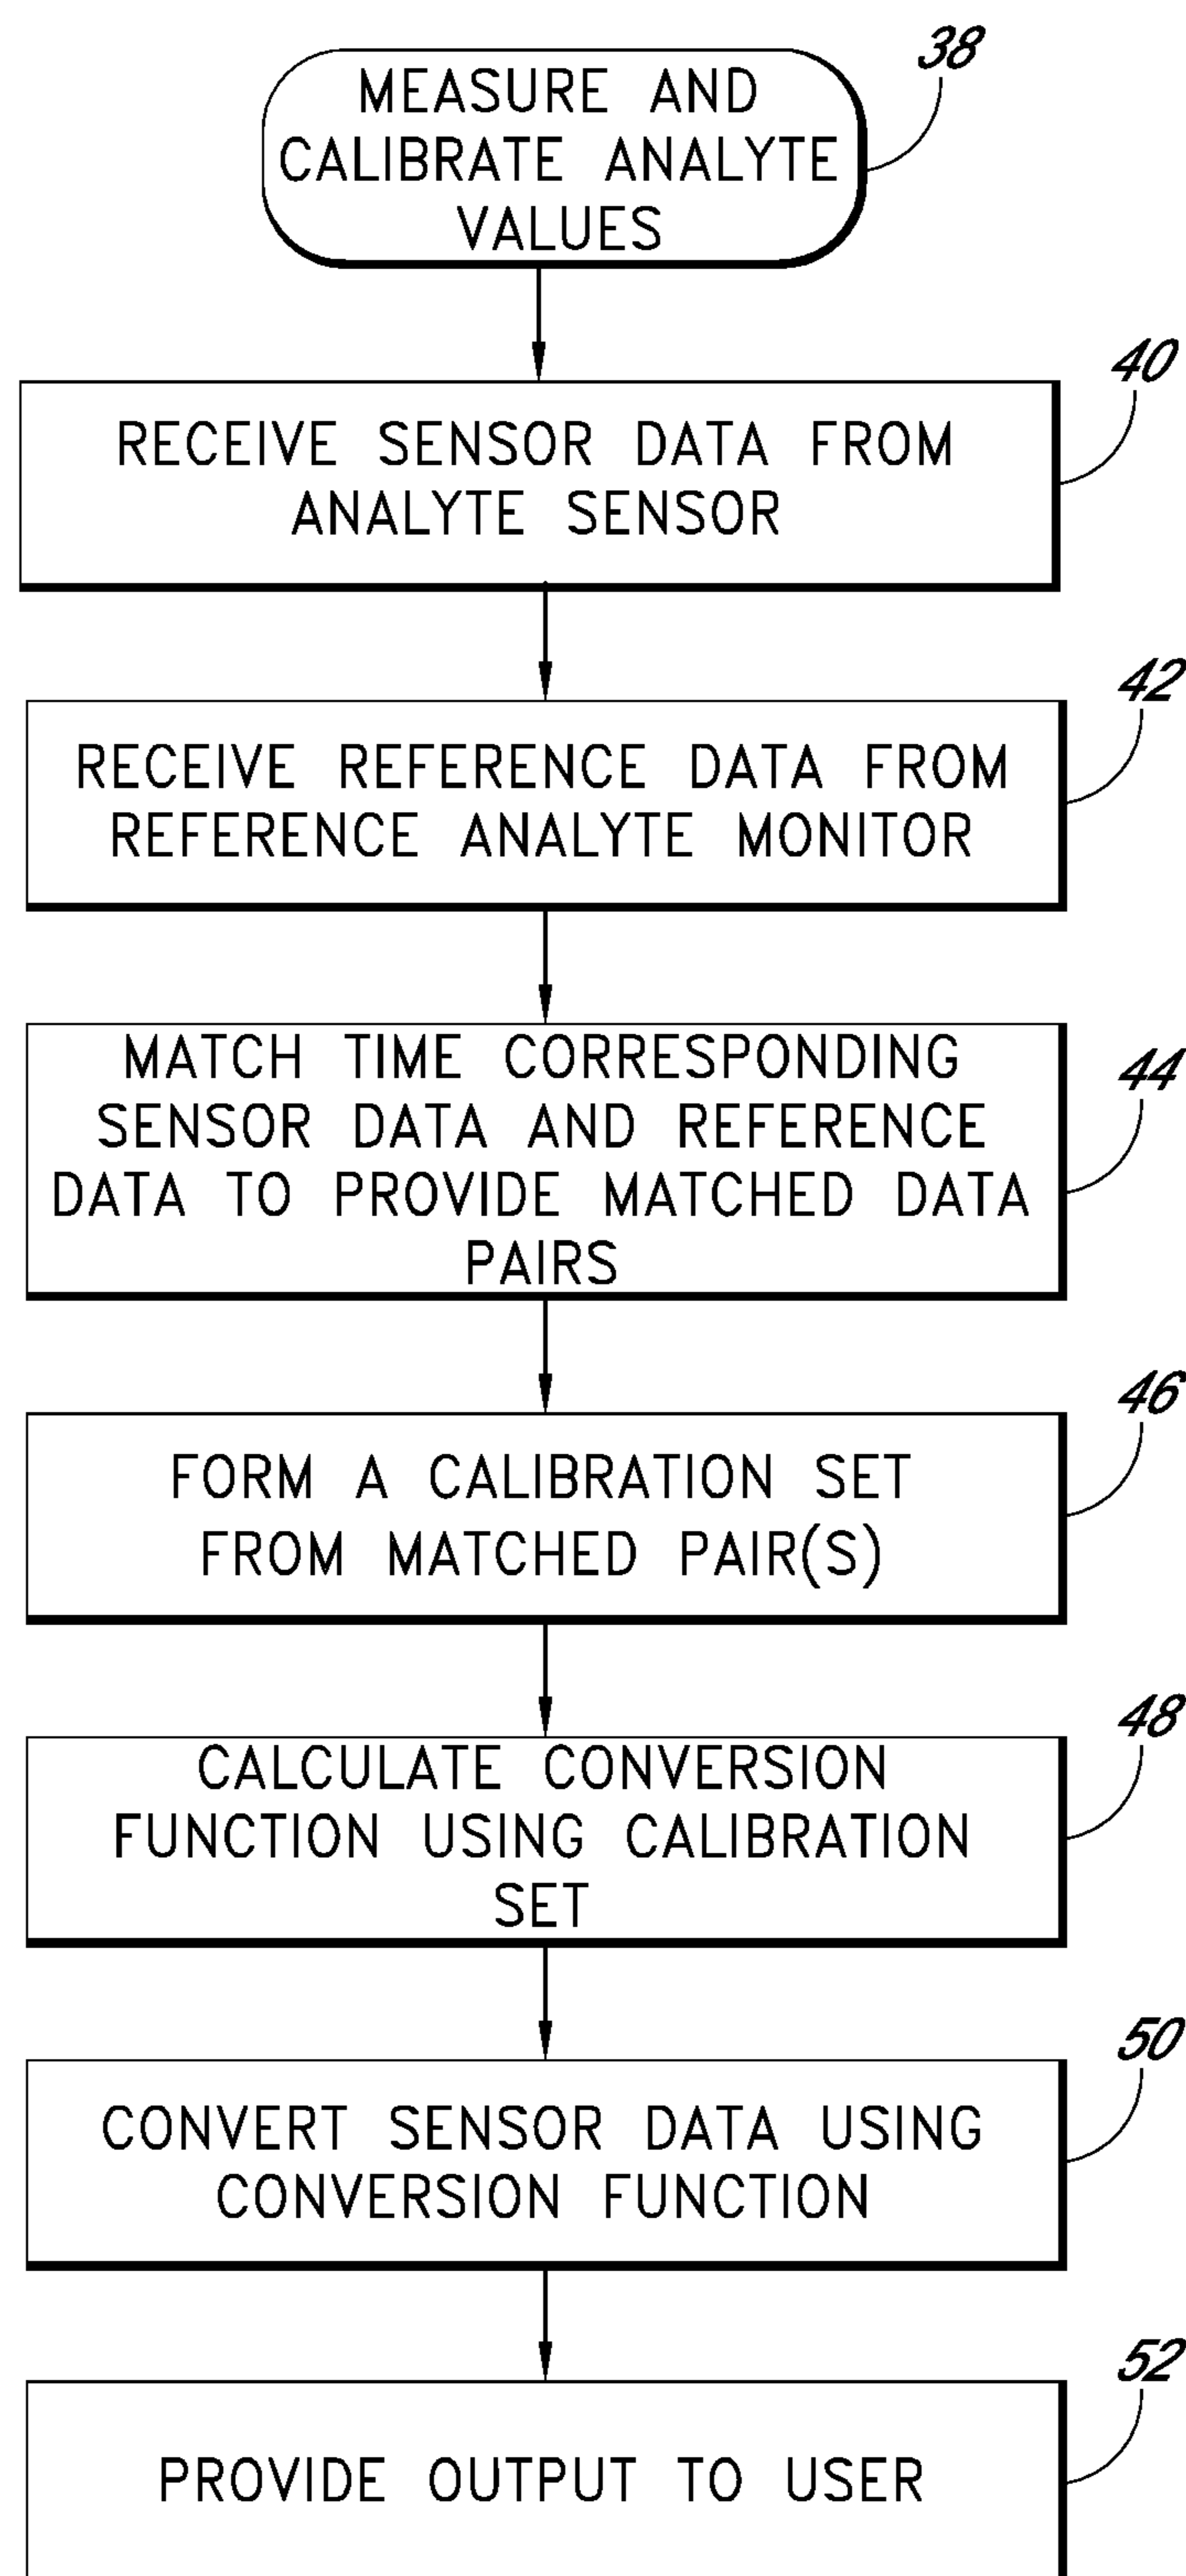 38
MEASURE AND
CALIBRATE ANALYTE
VALUES
40
RECEIVE SENSOR DATA FROM
ANALYTE SENSOR
42
RECEIVE REFERENCE DATA FROM
REFERENCE ANALYTE MONITOR
44
MATCH TIME CORRESPONDING
SENSOR DATA AND REFERENCE
DATA TO PROVIDE MATCHED DATA
PAIRS
46
FORM A CALIBRATION SET
FROM MATCHED PAIR(S)
48
CALCULATE CONVERSION
FUNCTION USING CALIBRATION
SET
50
CONVERT SENSOR DATA USING
CONVERSION FUNCTION
52
PROVIDE OUTPUT TO USER